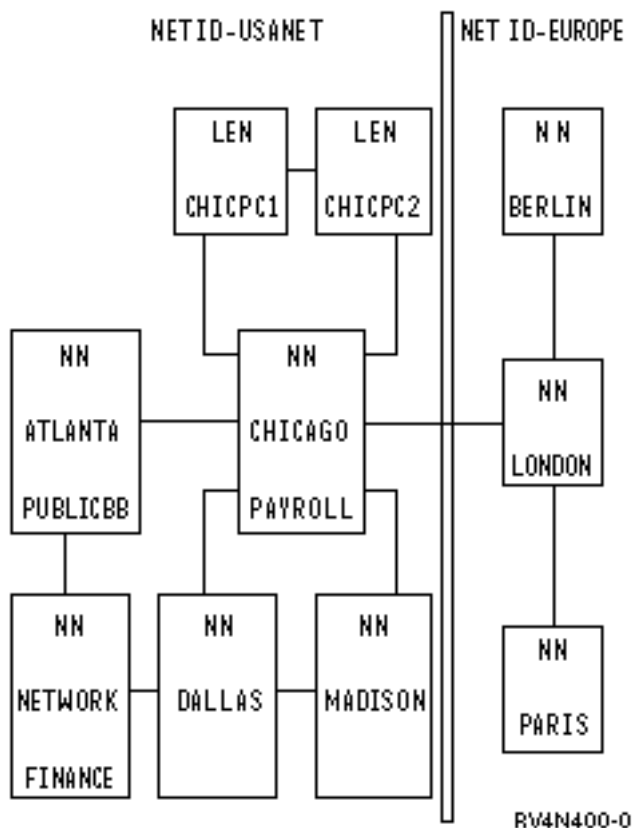 NETID-USANET
NET ID-EUROPE
LEN
CHICPC1
LEN
CHICPC2
NN
BERLIN
NN
ATLANTA
PUBLICBB
NN
CHICAGO
PAYROLL
NN
LONDON
NN
NETWORK
FINANCE
NN
DALLAS
NN
MADISON
NN
PARIS
RV4N400-0